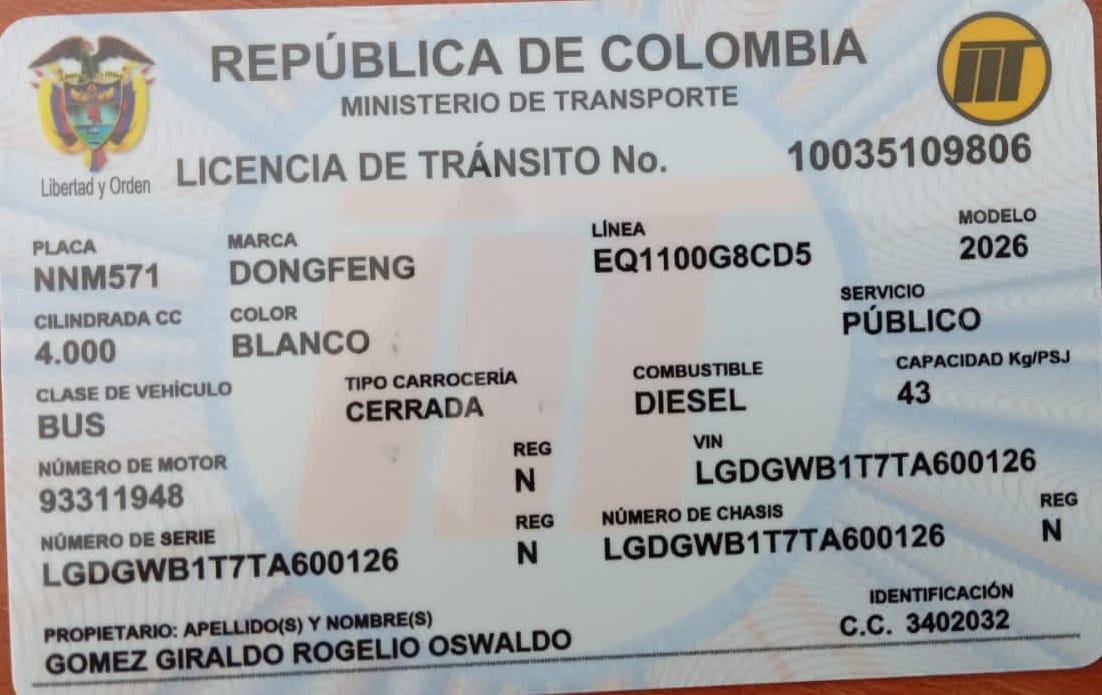 REPÚBLICA DE COLOMBIA
MINISTERIO DE TRANSPORTE
Libertad y Orden
LICENCIA DE TRÁNSITO No. 10035109806
PLACA MARCA LÍNEA MODELO
NNM571 DONGFENG EQ1100G8CD5 2026
CILINDRADA CC COLOR SERVICIO
4.000 BLANCO PÚBLICO
CLASE DE VEHÍCULO TIPO CARROCERÍA COMBUSTIBLE CAPACIDAD Kg/PSJ
BUS CERRADA DIESEL 43
NÚMERO DE MOTOR REG VIN
93311948 N LGDGWB1T7TA600126
NÚMERO DE SERIE REG NÚMERO DE CHASIS REG
LGDGWB1T7TA600126 N LGDGWB1T7TA600126 N
PROPIETARIO: APELLIDO(S) Y NOMBRE(S) IDENTIFICACIÓN
GOMEZ GIRALDO ROGELIO OSWALDO C.C. 3402032